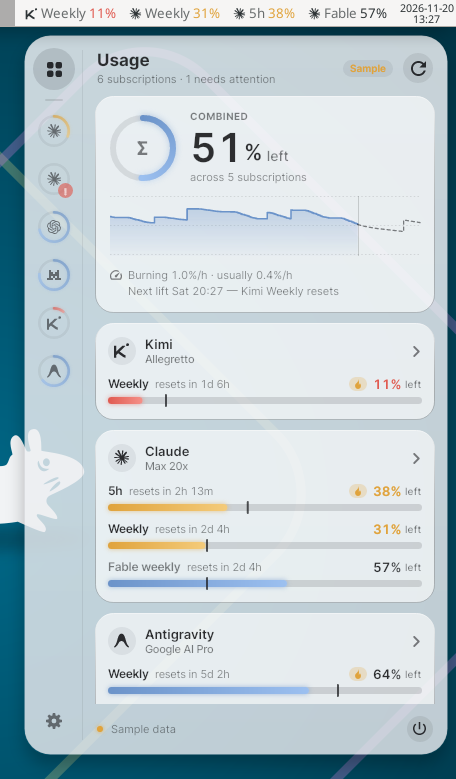 Weekly 11% Weekly 31% 5h 38% Fable 57% 2026-11-20
13:27
Usage
6 subscriptions · 1 needs attention
Sample
COMBINED
Σ
51% left
across 5 subscriptions
Burning 1.0%/h · usually 0.4%/h
Next lift Sat 20:27 — Kimi Weekly resets
Kimi
Allegretto
Weekly resets in 1d 6h 11% left
Claude
Max 20x
5h resets in 2h 13m 38% left
Weekly resets in 2d 4h 31% left
Fable weekly resets in 2d 4h 57% left
Antigravity
Google AI Pro
Weekly resets in 5d 2h 64% left
Sample data